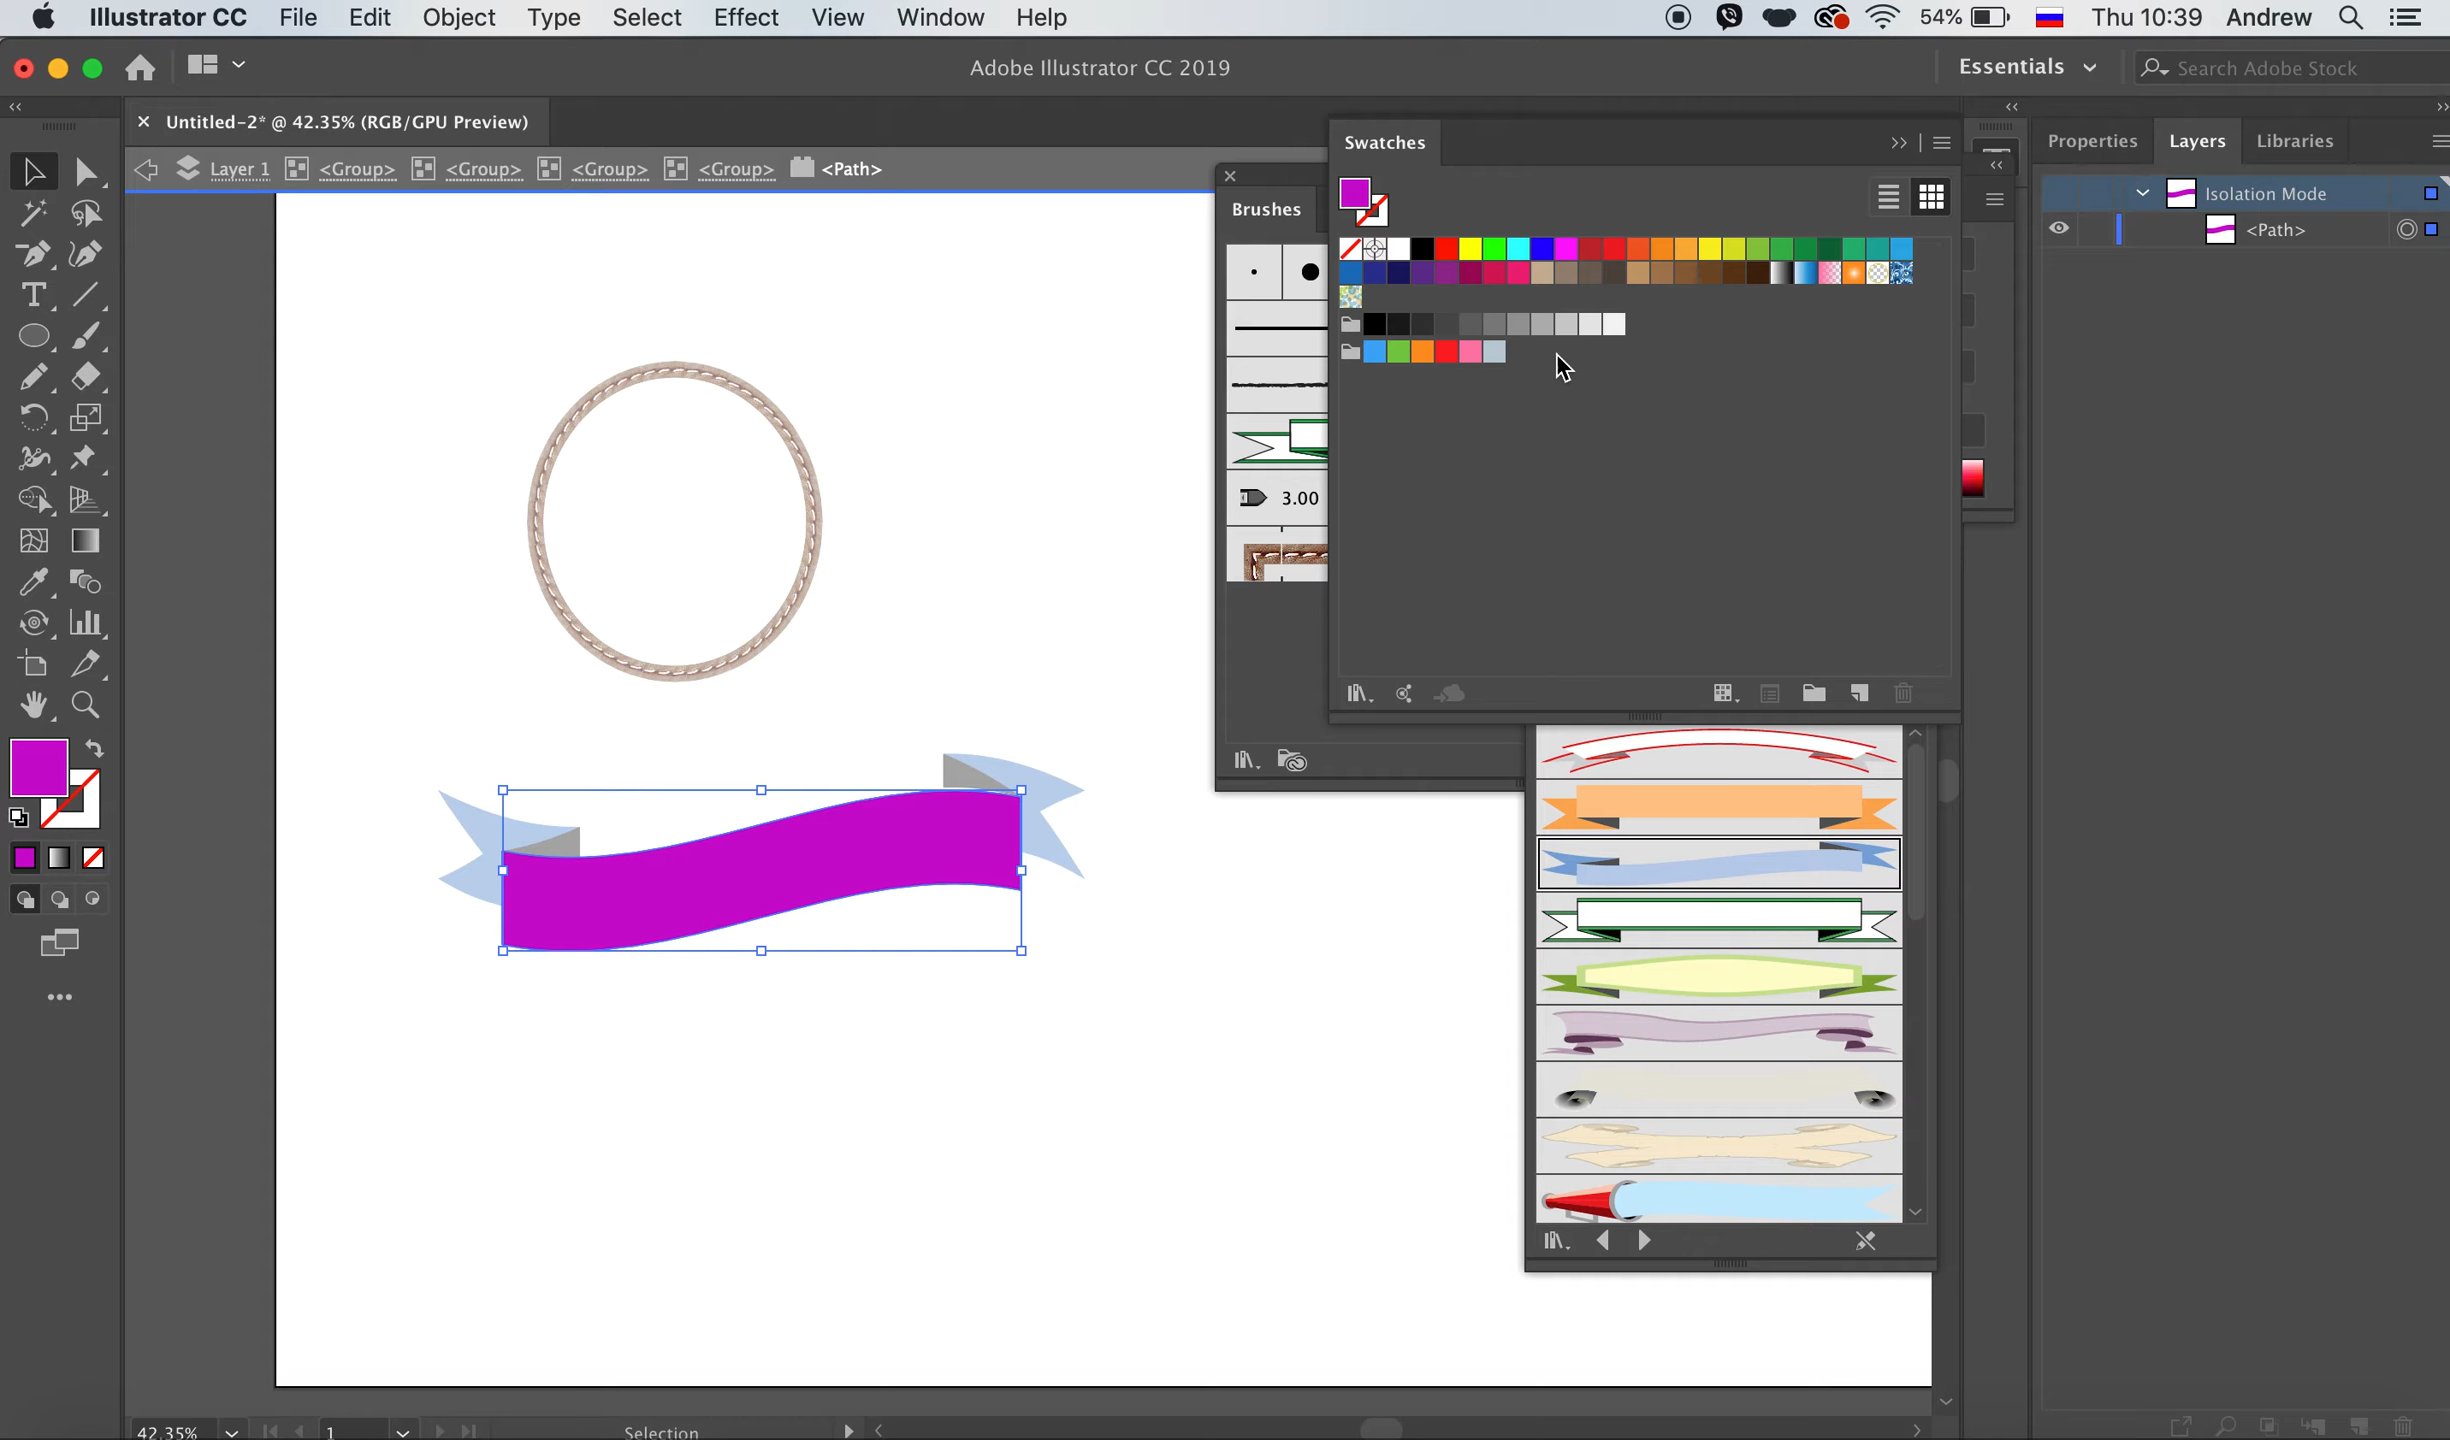 Illustrator CC File Edit Object Type Select Effect View Window Help 54% Thu 10:39 Andrew
Adobe Illustrator CC 2019 Essentials Search Adobe Stock
Untitled-2* @ 42.35% (RGB/GPU Preview)
Layer 1 <Group> <Group> <Group> <Group> <Path>
Swatches
Properties Layers Libraries
Isolation Mode
<Path>
Brushes
3.00
42.35% 1 Selection